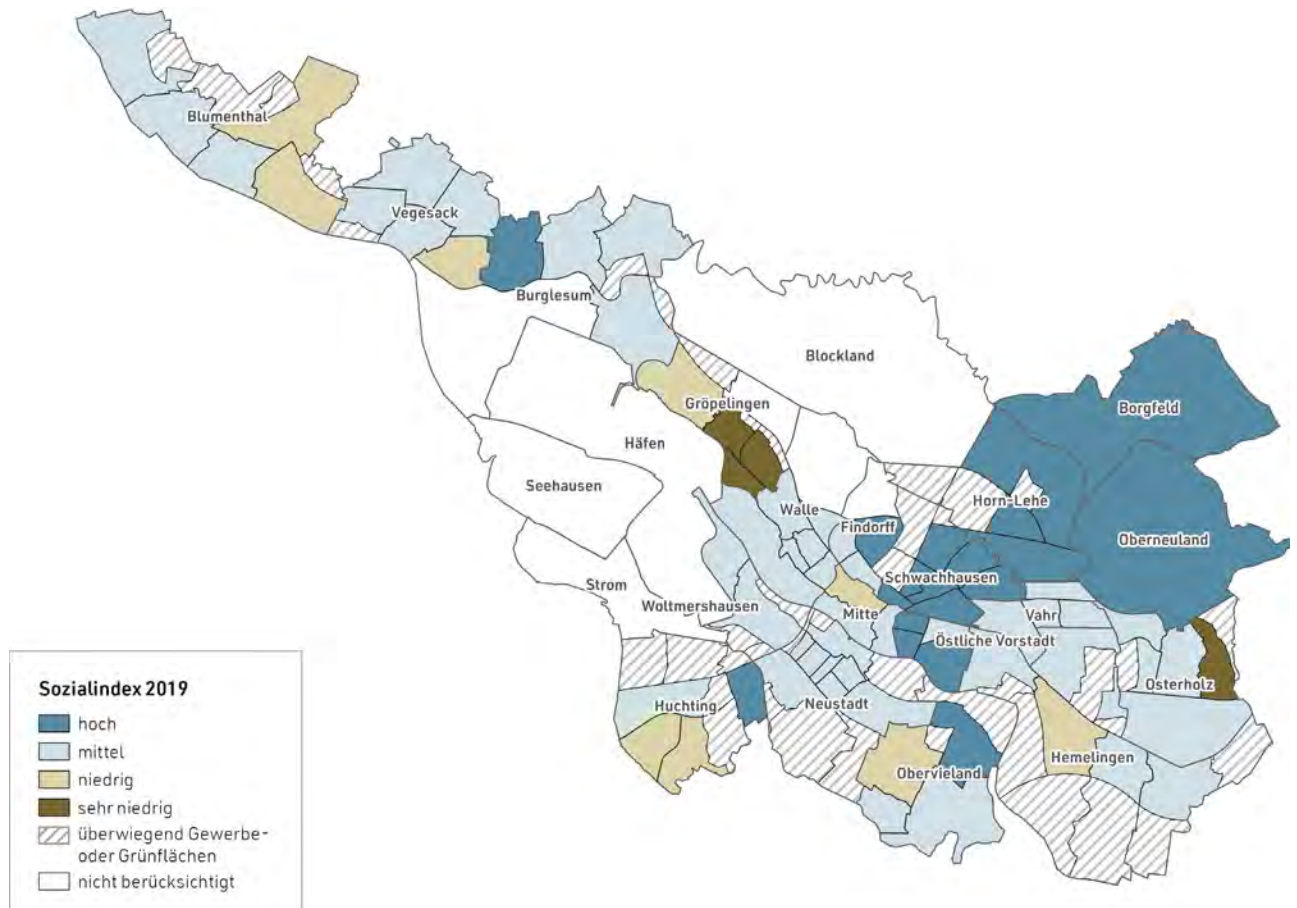 Blumenthal
Vegesack
Burglesum
Blockland
Borgfeld
Gröpelingen
Häfen
Seehausen
Horn-Lehe
Walle
Findorff
Oberneuland
Schwachhausen
Strom
Woltmershausen
Mitte
Vahr
Östliche Vorstadt
Osterholz
Huchting
Neustadt
Hemelingen
Obervieland
Sozialindex 2019
hoch
mittel
niedrig
sehr niedrig
überwiegend Gewerbe-
oder Grünflächen
nicht berücksichtigt